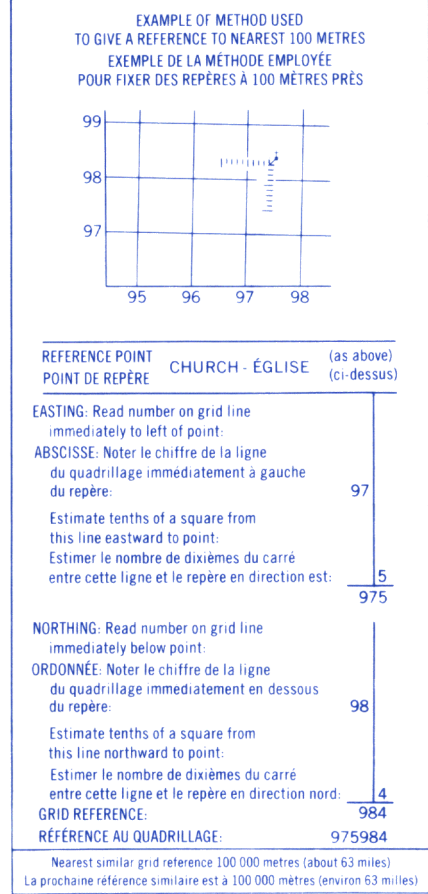 EXAMPLE OF METHOD USED
TO GIVE A REFERENCE TO NEAREST 100 METRES
EXEMPLE DE LA MÉTHODE EMPLOYÉE
POUR FIXER DES REPÈRES À 100 MÈTRES PRÈS
99
98
97
95 96 97 98
REFERENCE POINT
POINT DE REPÈRE
CHURCH - ÉGLISE
(as above)
(ci-dessus)
EASTING: Read number on grid line
immediately to left of point:
ABSCISSE: Noter le chiffre de la ligne
du quadrillage immédiatement à gauche
du repère: 97
Estimate tenths of a square from
this line eastward to point:
Estimer le nombre de dixièmes du carré
entre cette ligne et le repère en direction est: 5
975
NORTHING: Read number on grid line
immediately below point:
ORDONNÉE: Noter le chiffre de la ligne
du quadrillage immediatement en dessous
du repère: 98
Estimate tenths of a square from
this line northward to point:
Estimer le nombre de dixièmes du carré
entre cette ligne et le repère en direction nord: 4
GRID REFERENCE: 984
RÉFÉRENCE AU QUADRILLAGE: 975984
Nearest similar grid reference 100 000 metres (about 63 miles)
La prochaine référence similaire est à 100 000 mètres (environ 63 milles)